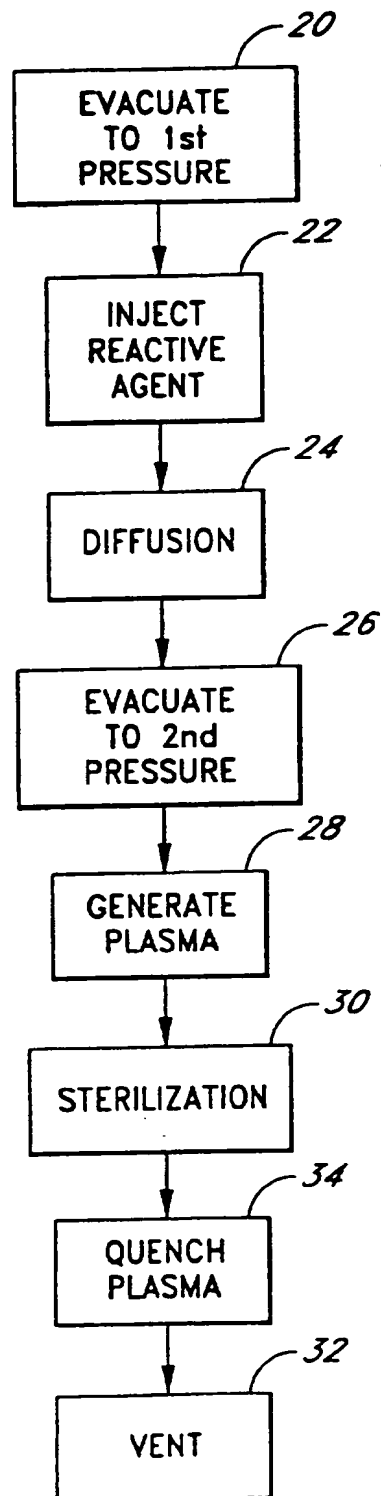 20
EVACUATE
TO 1st
PRESSURE
22
INJECT
REACTIVE
AGENT
24
DIFFUSION
26
EVACUATE
TO 2nd
PRESSURE
28
GENERATE
PLASMA
30
STERILIZATION
34
QUENCH
PLASMA
32
VENT